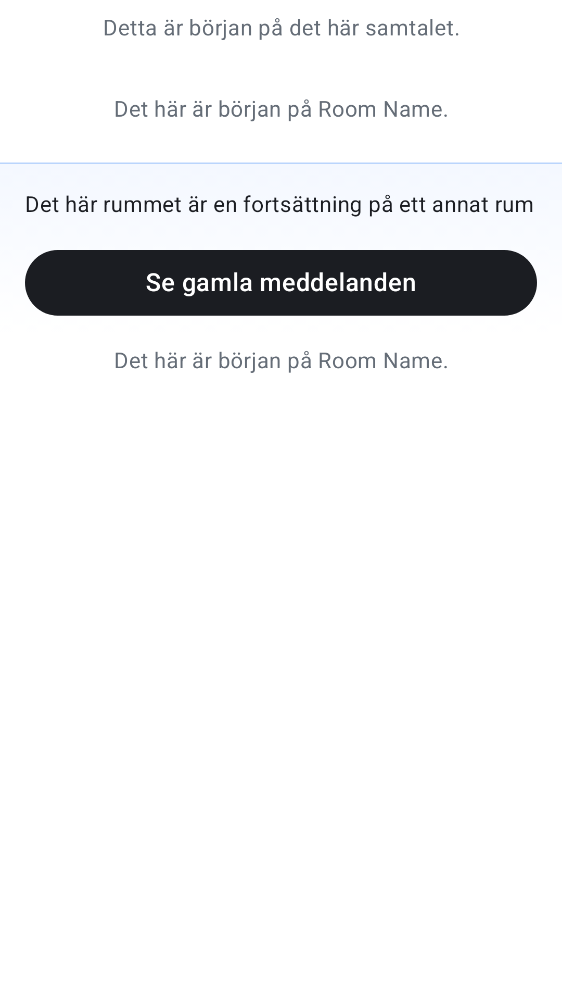 Detta är början på det här samtalet.
Det här är början på Room Name.
Det här rummet är en fortsättning på ett annat rum
Se gamla meddelanden
Det här är början på Room Name.